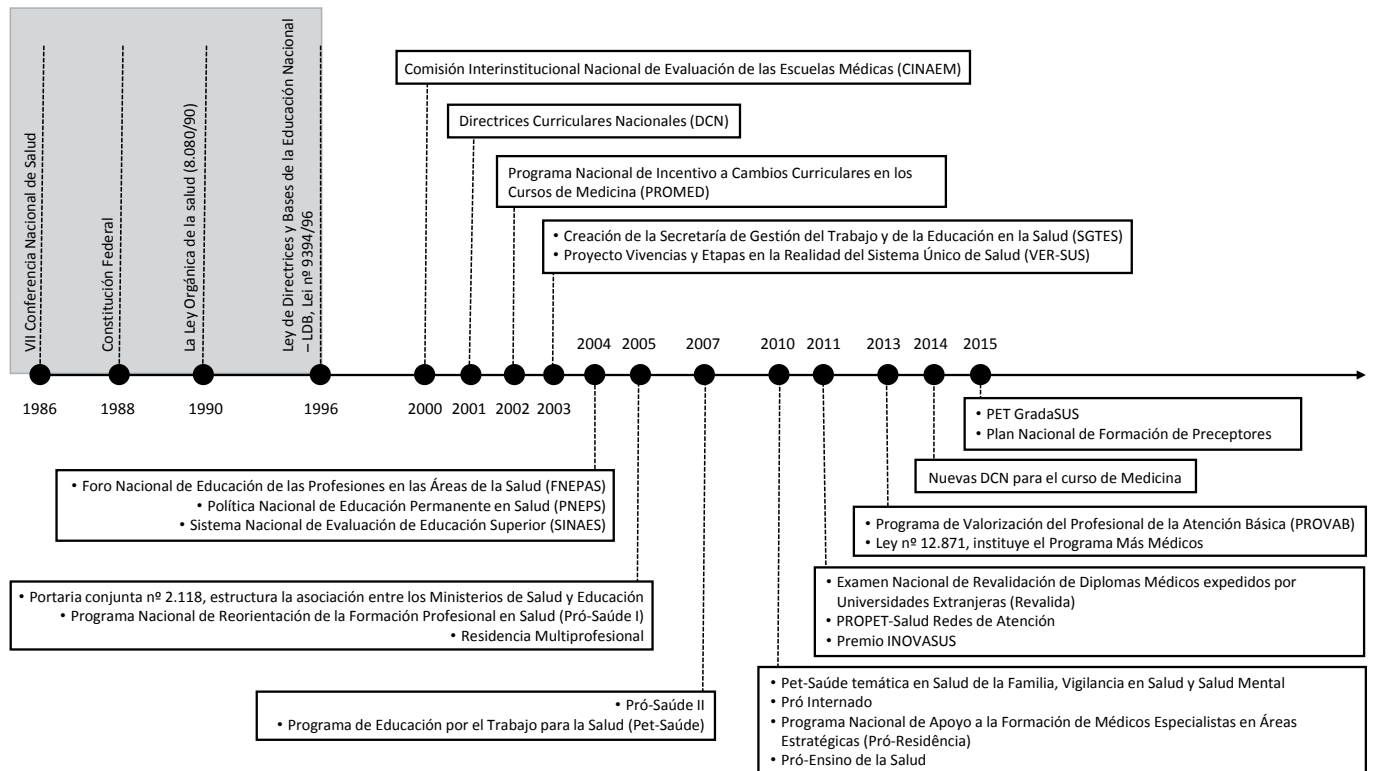 VII Conferencia Nacional de Salud
Constitución Federal
La Ley Orgánica de la salud (8.080/90)
Ley de Directrices y Bases de la Educación Nacional
– LDB, Lei nº 9394/96
Comisión Interinstitucional Nacional de Evaluación de las Escuelas Médicas (CINAEM)
Directrices Curriculares Nacionales (DCN)
Programa Nacional de Incentivo a Cambios Curriculares en los
Cursos de Medicina (PROMED)
• Creación de la Secretaría de Gestión del Trabajo y de la Educación en la Salud (SGTES)
• Proyecto Vivencias y Etapas en la Realidad del Sistema Único de Salud (VER-SUS)
2004 2005 2007 2010 2011 2013 2014 2015
1986 1988 1990 1996 2000 2001 2002 2003
• PET GradaSUS
• Plan Nacional de Formación de Preceptores
Nuevas DCN para el curso de Medicina
• Foro Nacional de Educación de las Profesiones en las Áreas de la Salud (FNEPAS)
• Política Nacional de Educación Permanente en Salud (PNEPS)
• Sistema Nacional de Evaluación de Educación Superior (SINAES)
• Programa de Valorización del Profesional de la Atención Básica (PROVAB)
• Ley nº 12.871, instituye el Programa Más Médicos
• Portaria conjunta nº 2.118, estructura la asociación entre los Ministerios de Salud y Educación
• Programa Nacional de Reorientación de la Formación Profesional en Salud (Pró-Saúde I)
• Residencia Multiprofesional
• Examen Nacional de Revalidación de Diplomas Médicos expedidos por
Universidades Extranjeras (Revalida)
• PROPET-Salud Redes de Atención
• Premio INOVASUS
• Pró-Saúde II
• Programa de Educación por el Trabajo para la Salud (Pet-Saúde)
• Pet-Saúde temática en Salud de la Familia, Vigilancia en Salud y Salud Mental
• Pró Internado
• Programa Nacional de Apoyo a la Formación de Médicos Especialistas en Áreas
Estratégicas (Pró-Residência)
• Pró-Ensino de la Salud